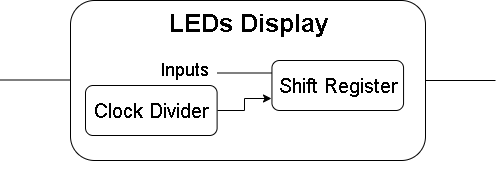 LEDs Display
Inputs
Shift Register
Clock Divider